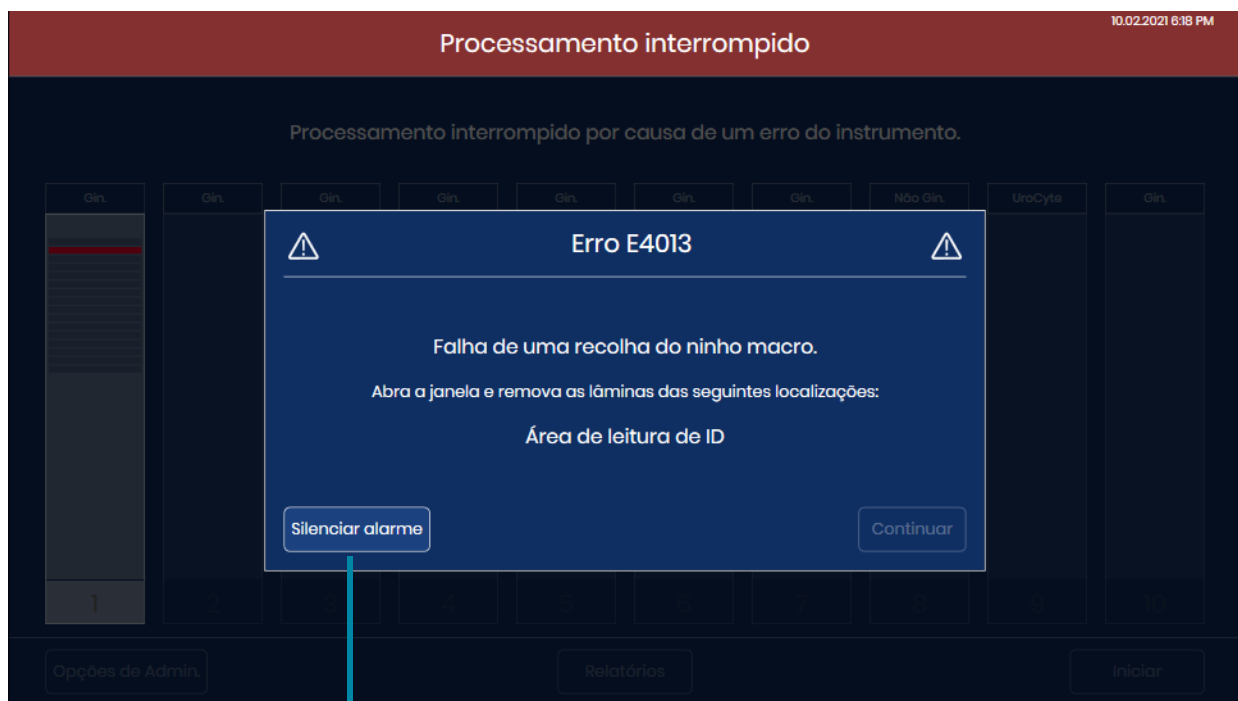 10.02.2021 6:18 PM
Processamento interrompido
Processamento interrompido por causa de um erro do instrumento.
Gin. Gin. Gin. Gin. Gin. Gin. Gin. Não Gin. UroCyte Gin.
Erro E4013
Falha de uma recolha do ninho macro.
Abra a janela e remova as lâminas das seguintes localizações:
Área de leitura de ID
Silenciar alarme Continuar
1 2 3 4 5 6 7 8 9 10
Opções de Admin. Relatórios Iniciar